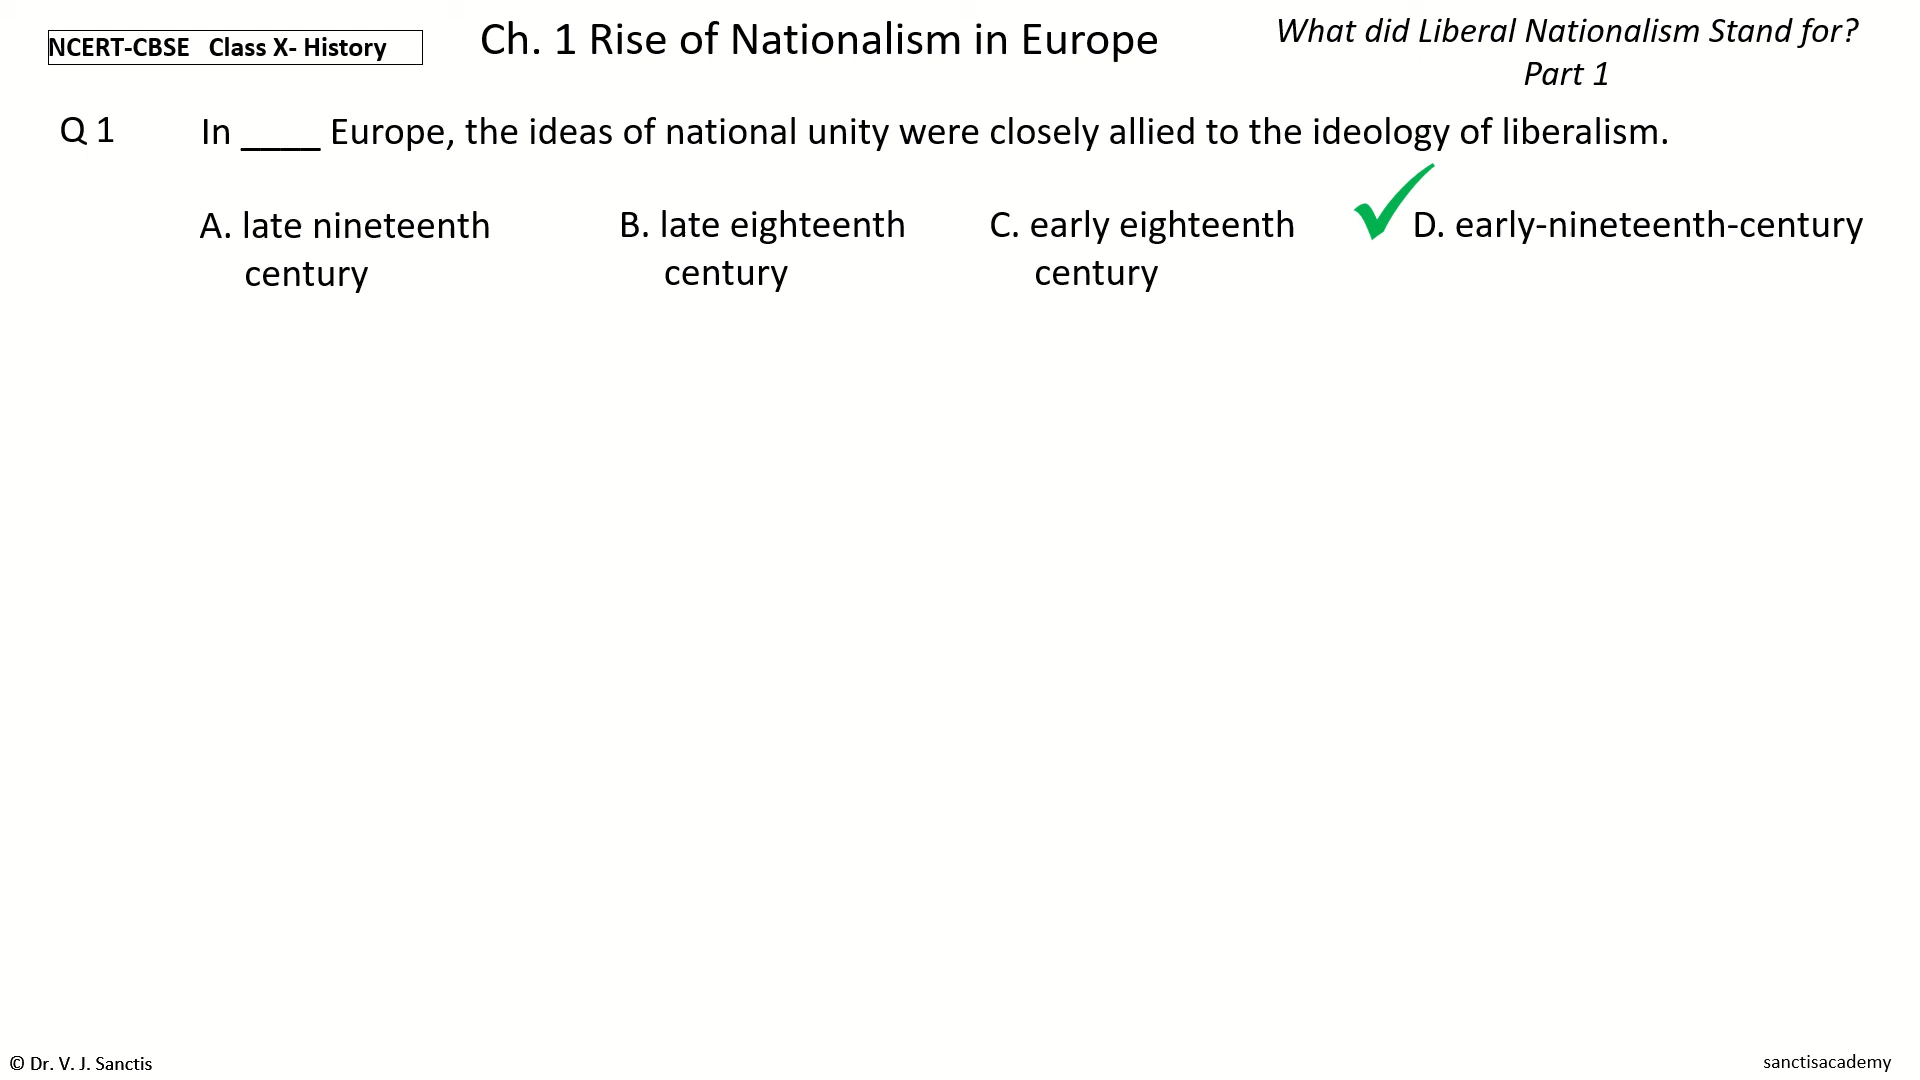 NCERT-CBSE Class X- History
Ch. 1 Rise of Nationalism in Europe
What did Liberal Nationalism Stand for?
Part 1
Q 1 In ____ Europe, the ideas of national unity were closely allied to the ideology of liberalism.
A. late nineteenth
century
B. late eighteenth
century
C. early eighteenth
century
D. early-nineteenth-century
© Dr. V. J. Sanctis
sanctisacademy